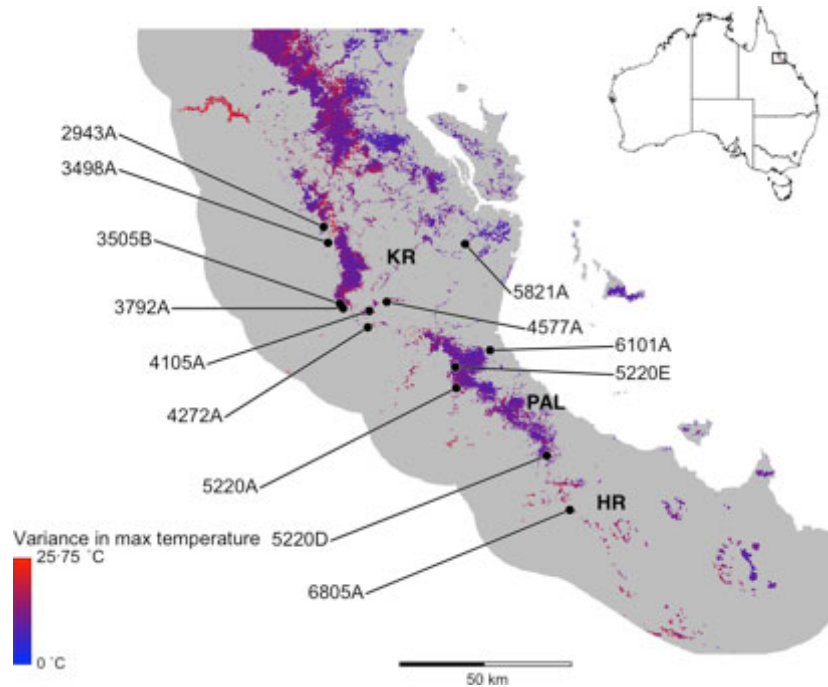 2943A
3498A
3505B
KR
3792A
5821A
4577A
4105A
6101A
5220E
4272A
PAL
5220A
HR
Variance in max temperature
5220D
25·75 ˚C
6805A
0 ˚C
50 km